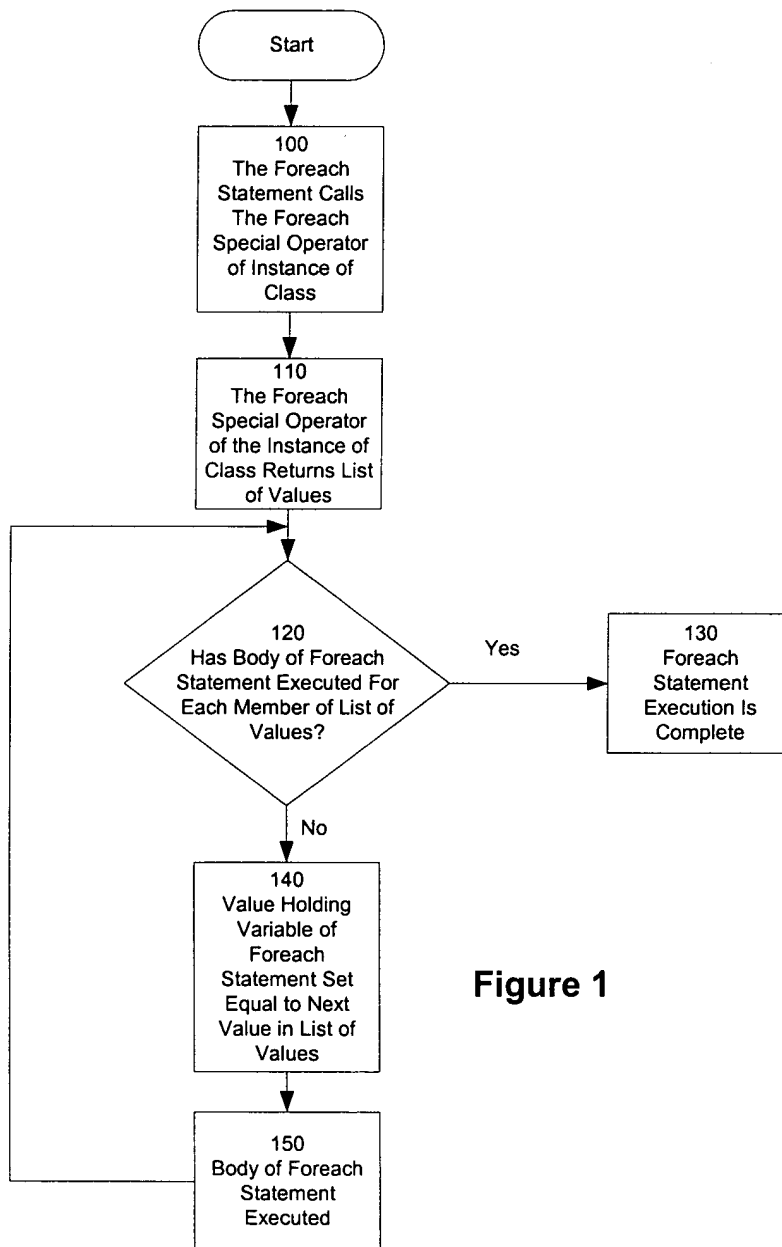 Start
100
The Foreach
Statement Calls
The Foreach
Special Operator
of Instance of
Class
110
The Foreach
Special Operator
of the Instance of
Class Returns List
of Values
120
Has Body of Foreach
Statement Executed For
Each Member of List of
Values?
Yes
130
Foreach
Statement
Execution Is
Complete
No
140
Value Holding
Variable of
Foreach
Statement Set
Equal to Next
Value in List of
Values
Figure 1
150
Body of Foreach
Statement
Executed